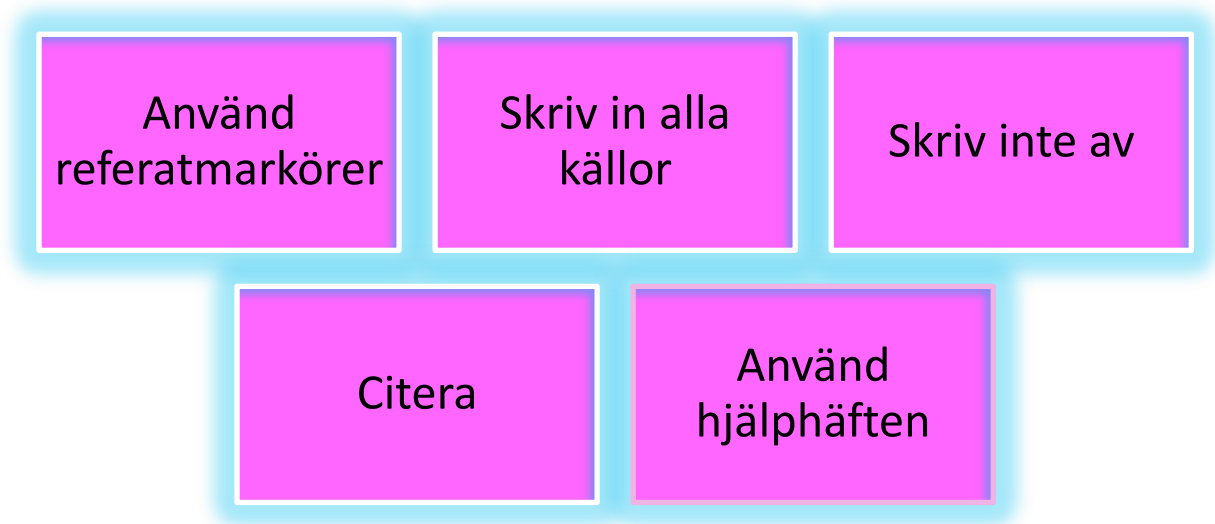 Använd
referatmarkörer
Skriv in alla
källor
Skriv inte av
Citera
Använd
hjälphäften